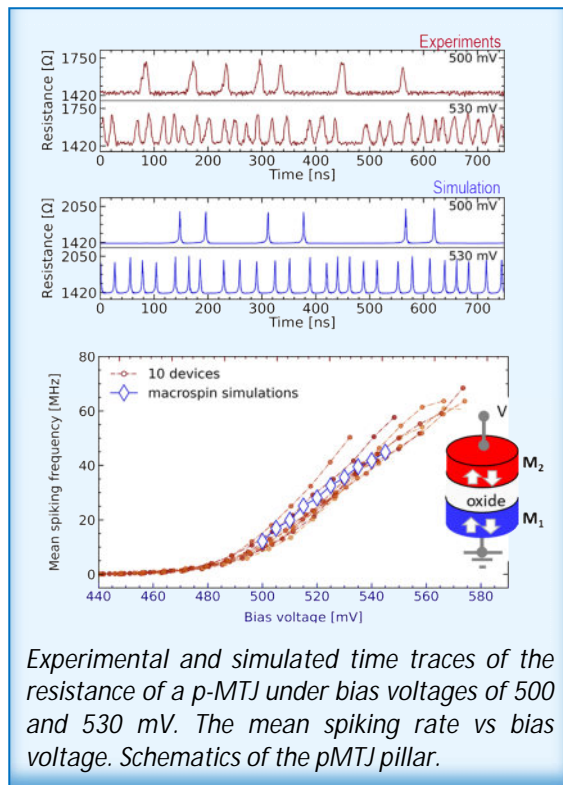 Experiments
1750
500 mV
1420
1750
530 mV
1420
Resistance [Ω]
Resistance [Ω]
0 100 200 300 400 500 600 700
Time [ns]
Simulation
2050
500 mV
1420
2050
530 mV
1420
Resistance [Ω]
Resistance [Ω]
0 100 200 300 400 500 600 700
Time [ns]
80
60
40
20
0
Mean spiking frequency [MHz]
10 devices
macrospin simulations
440 460 480 500 520 540 560 580
Bias voltage [mV]
V
M2
oxide
M1
Experimental and simulated time traces of the
resistance of a p-MTJ under bias voltages of 500
and 530 mV. The mean spiking rate vs bias
voltage. Schematics of the pMTJ pillar.